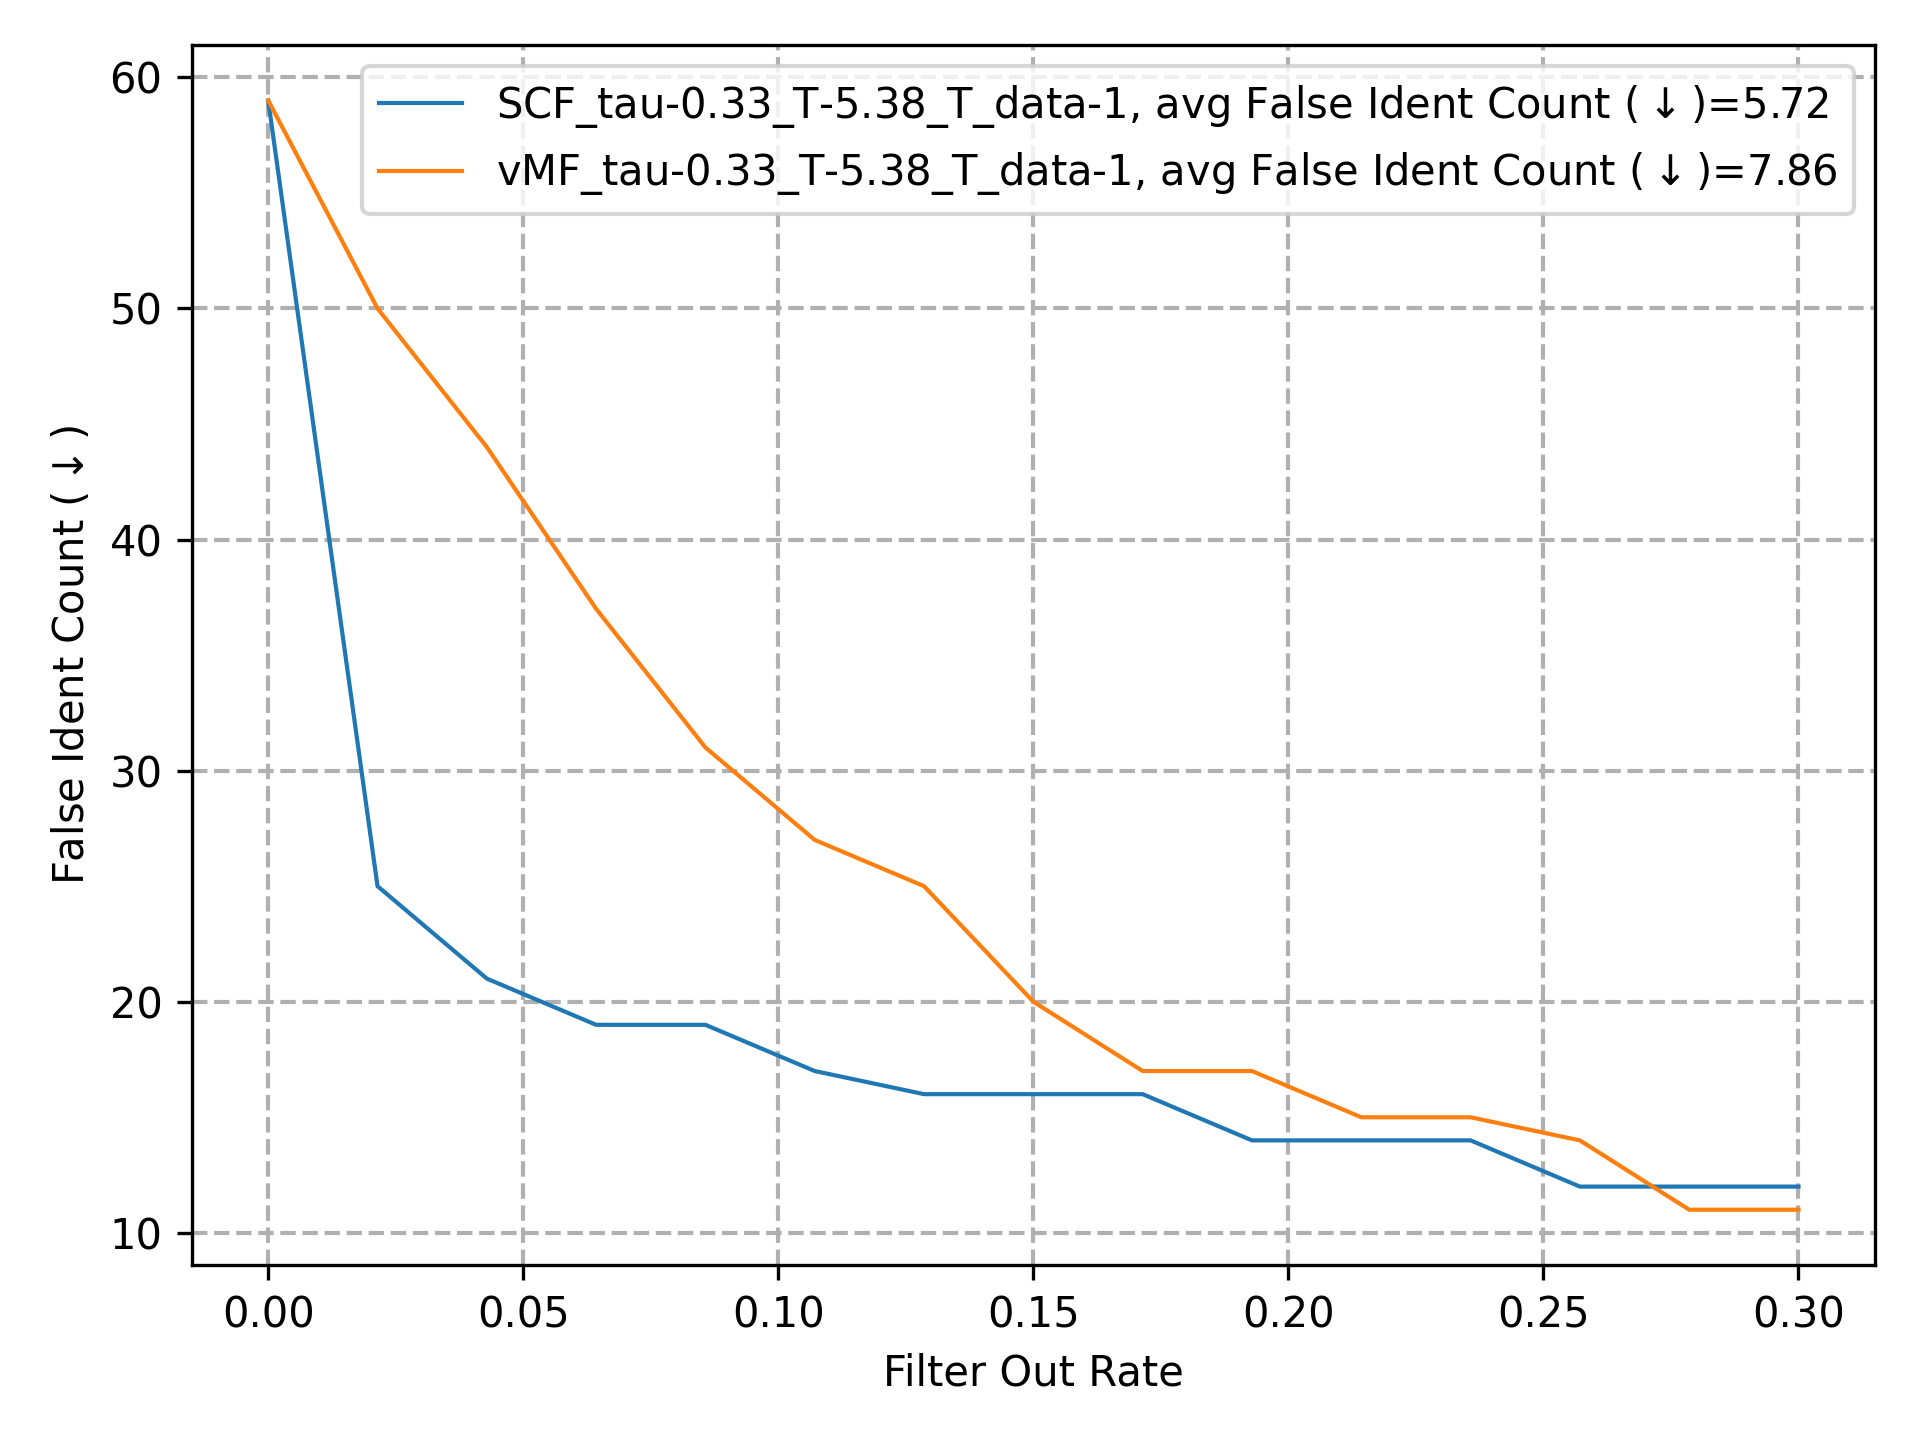 SCF_tau-0.33_T-5.38_T_data-1, avg False Ident Count (↓)=5.72
vMF_tau-0.33_T-5.38_T_data-1, avg False Ident Count (↓)=7.86
60
50
40
30
20
10
False Ident Count (↓)
0.00 0.05 0.10 0.15 0.20 0.25 0.30
Filter Out Rate